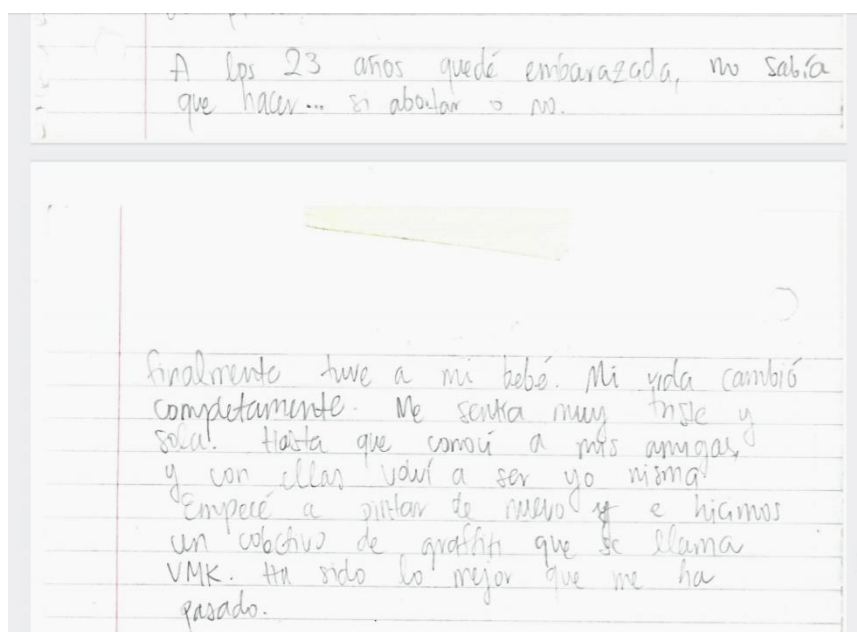 A los 23 años quedé embarazada, no sabía
que hacer... si abortar o no.
finalmente tuve a mi bebé. Mi vida cambió
completamente. Me sentía muy triste y
sola. Hasta que conocí a mis amigas,
y con ellas volví a ser yo misma.
Empecé a pintar de nuevo y e hicimos
un colectivo de graffiti que se llama
VMK. Ha sido lo mejor que me ha
pasado.